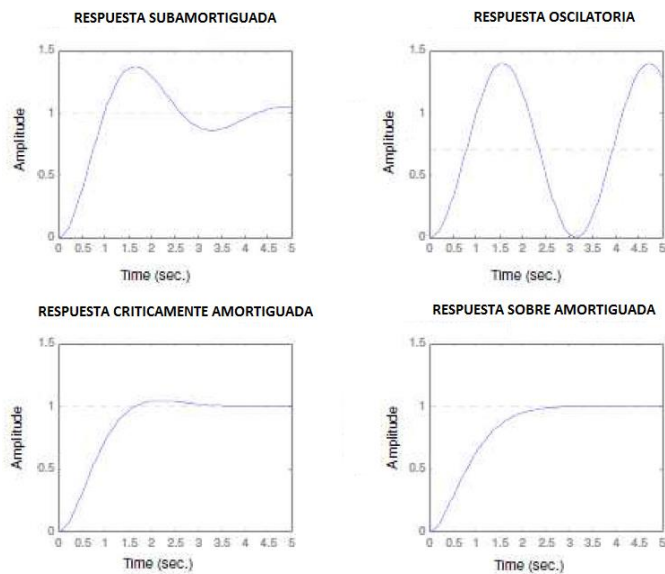 RESPUESTA SUBAMORTIGUADA
1.5
1
0.5
0
Amplitude
0 0.5 1 1.5 2 2.5 3 3.5 4 4.5 5
Time (sec.)
RESPUESTA OSCILATORIA
1.5
1
0.5
0
Amplitude
0 0.5 1 1.5 2 2.5 3 3.5 4 4.5 5
Time (sec.)
RESPUESTA CRITICAMENTE AMORTIGUADA
1.5
1
0.5
0
Amplitude
0 0.5 1 1.5 2 2.5 3 3.5 4 4.5 5
Time (sec.)
RESPUESTA SOBRE AMORTIGUADA
1.5
1
0.5
0
Amplitude
0 0.5 1 1.5 2 2.5 3 3.5 4 4.5 5
Time (sec.)